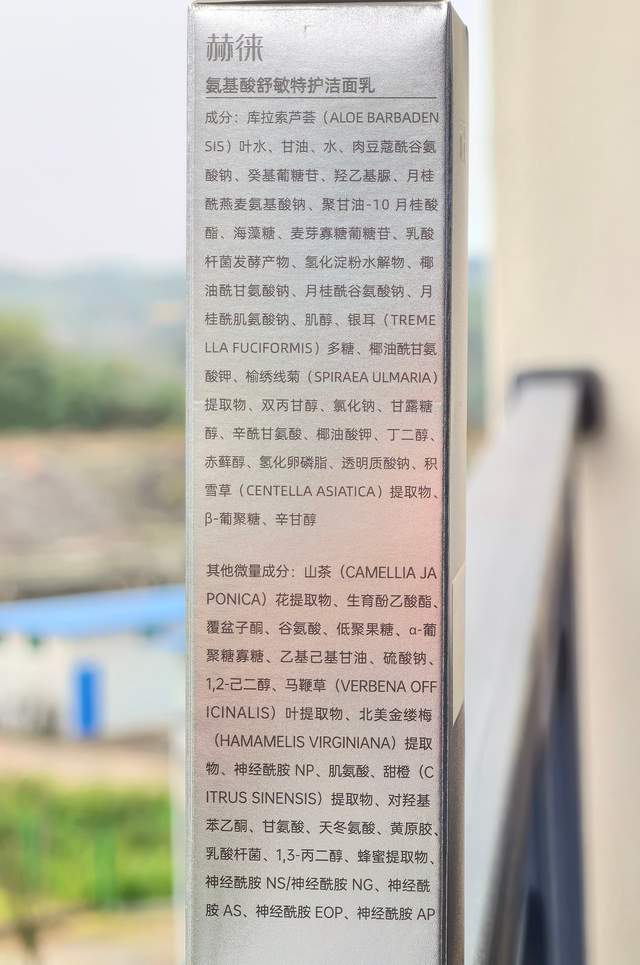 赫徕
氨基酸舒敏特护洁面乳
成分：库拉索芦荟（ALOE BARBADEN
SIS）叶水、甘油、水、肉豆蔻酰谷氨
酸钠、癸基葡糖苷、羟乙基脲、月桂
酰燕麦氨基酸钠、聚甘油-10 月桂酸
酯、海藻糖、麦芽寡糖葡糖苷、乳酸
杆菌发酵产物、氢化淀粉水解物、椰
油酰甘氨酸钠、月桂酰谷氨酸钠、月
桂酰肌氨酸钠、肌醇、银耳（TREME
LLA FUCIFORMIS）多糖、椰油酰甘氨
酸钾、榆绣线菊（SPIRAEA ULMARIA）
提取物、双丙甘醇、氯化钠、甘露糖
醇、辛酰甘氨酸、椰油酸钾、丁二醇、
赤藓醇、氢化卵磷脂、透明质酸钠、积
雪草（CENTELLA ASIATICA）提取物、
β-葡聚糖、辛甘醇
其他微量成分：山茶（CAMELLIA JA
PONICA）花提取物、生育酚乙酸酯、
覆盆子酮、谷氨酸、低聚果糖、α-葡
聚糖寡糖、乙基己基甘油、硫酸钠、
1,2-己二醇、马鞭草（VERBENA OFF
ICINALIS）叶提取物、北美金缕梅
（HAMAMELIS VIRGINIANA）提取
物、神经酰胺 NP、肌氨酸、甜橙（C
ITRUS SINENSIS）提取物、对羟基
苯乙酮、甘氨酸、天冬氨酸、黄原胶、
乳酸杆菌、1,3-丙二醇、蜂蜜提取物、
神经酰胺 NS/神经酰胺 NG、神经酰
胺 AS、神经酰胺 EOP、神经酰胺 AP